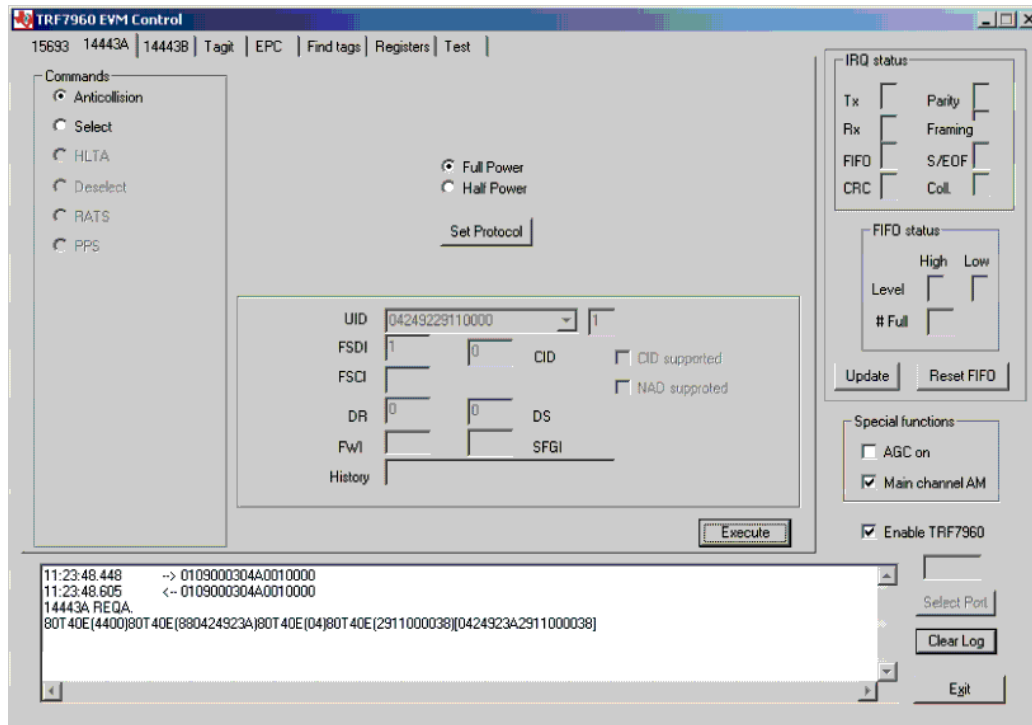 TRF7960 EVM Control
15693 14443A 14443B Tagit EPC Find tags Registers Test
Commands
Anticollision
Select
HLTA
Deselect
RATS
PPS
Full Power
Half Power
Set Protocol
UID 04249229110000 1
FSDI 1 0 CID CID supported
FSCI NAD supproted
DR 0 0 DS
FWI SFGI
History
Execute
IRQ status
Tx Parity
Rx Framing
FIFO S/EOF
CRC Coll.
FIFO status
High Low
Level
# Full
Update Reset FIFO
Special functions
AGC on
Main channel AM
Enable TRF7960
Select Port
Clear Log
Exit
11:23:48.448 --> 0109000304A0010000
11:23:48.605 <-- 0109000304A0010000
14443A REQA.
80T40E(4400)80T40E(880424923A)80T40E(04)80T40E(2911000038)[0424923A2911000038]